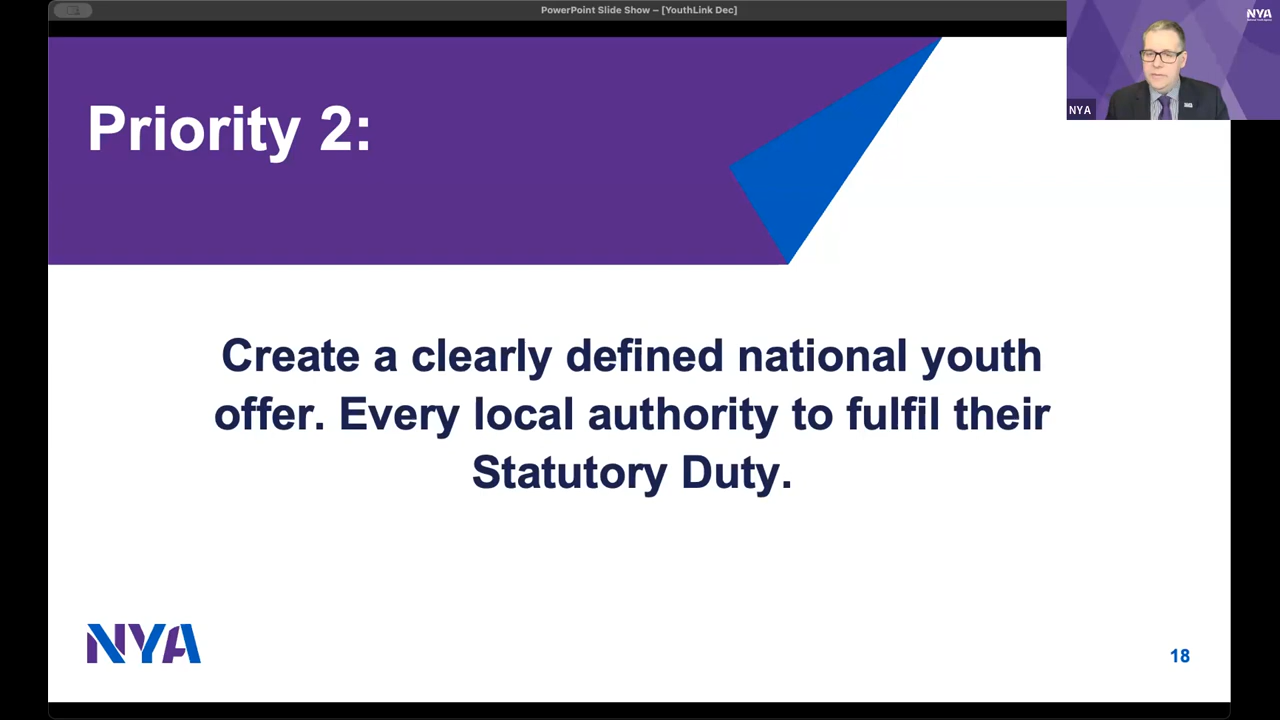 PowerPoint Slide Show – [YouthLink Dec]
NYA
NYA
Priority 2:
Create a clearly defined national youth
offer. Every local authority to fulfil their
Statutory Duty.
NYA
18